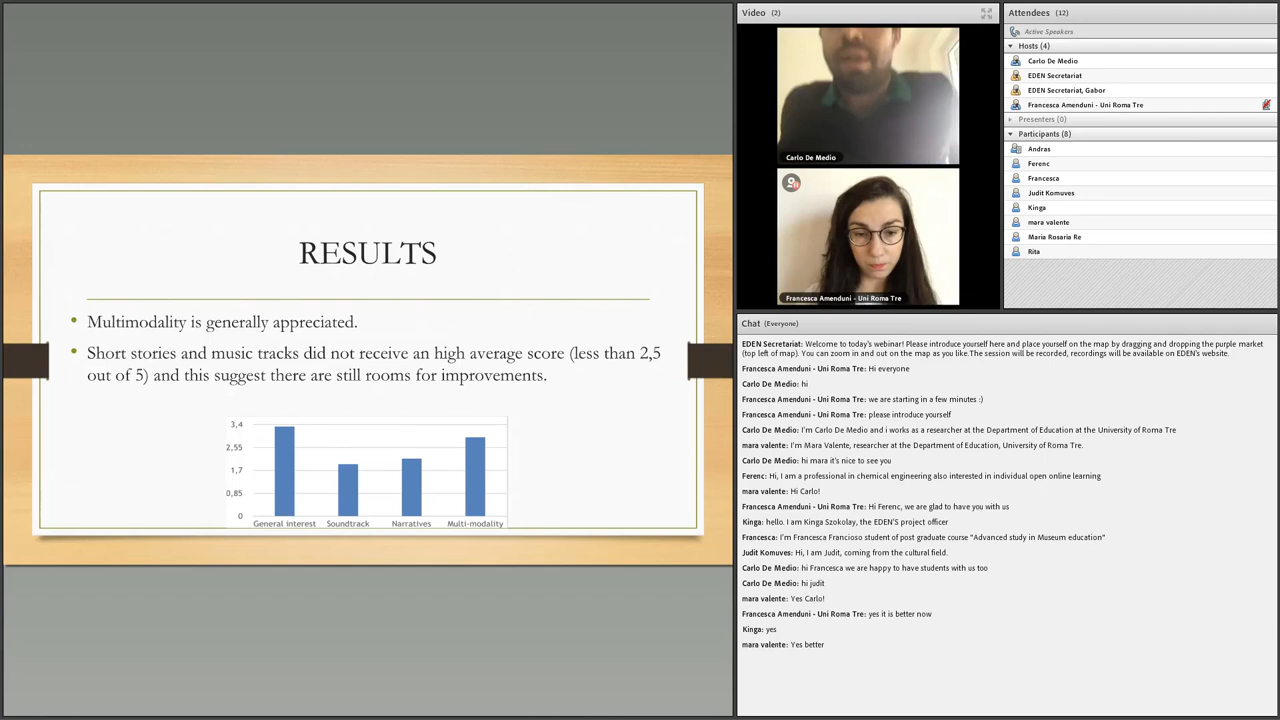 RESULTS
• Multimodality is generally appreciated.
• Short stories and music tracks did not receive an high average score (less than 2,5
out of 5) and this suggest there are still rooms for improvements.
3,4
2,55
1,7
0,85
0
General interest Soundtrack Narratives Multi-modality
Video (2)
Carlo De Medio
Francesca Amenduni - Uni Roma Tre
Attendees (12)
Active Speakers
Hosts (4)
Carlo De Medio
EDEN Secretariat
EDEN Secretariat, Gabor
Francesca Amenduni - Uni Roma Tre
Presenters (0)
Participants (8)
Andras
Ferenc
Francesca
Judit Komuves
Kinga
mara valente
Maria Rosaria Re
Rita
Chat (Everyone)
EDEN Secretariat: Welcome to today's webinar! Please introduce yourself here and place yourself on the map by dragging and dropping the purple market
(top left of map). You can zoom in and out on the map as you like.The session will be recorded, recordings will be available on EDEN's website.
Francesca Amenduni - Uni Roma Tre: Hi everyone
Carlo De Medio: hi
Francesca Amenduni - Uni Roma Tre: we are starting in a few minutes :)
Francesca Amenduni - Uni Roma Tre: please introduce yourself
Carlo De Medio: I'm Carlo De Medio and i works as a researcher at the Department of Education at the University of Roma Tre
mara valente: I'm Mara Valente, researcher at the Department of Education, University of Roma Tre.
Carlo De Medio: hi mara it's nice to see you
Ferenc: Hi, I am a professional in chemical engineering also interested in individual open online learning
mara valente: Hi Carlo!
Francesca Amenduni - Uni Roma Tre: Hi Ferenc, we are glad to have you with us
Kinga: hello. I am Kinga Szokolay, the EDEN'S project officer
Francesca: I'm Francesca Francioso student of post graduate course "Advanced study in Museum education"
Judit Komuves: Hi, I am Judit, coming from the cultural field.
Carlo De Medio: hi Francesca we are happy to have students with us too
Carlo De Medio: hi judit
mara valente: Yes Carlo!
Francesca Amenduni - Uni Roma Tre: yes it is better now
Kinga: yes
mara valente: Yes better